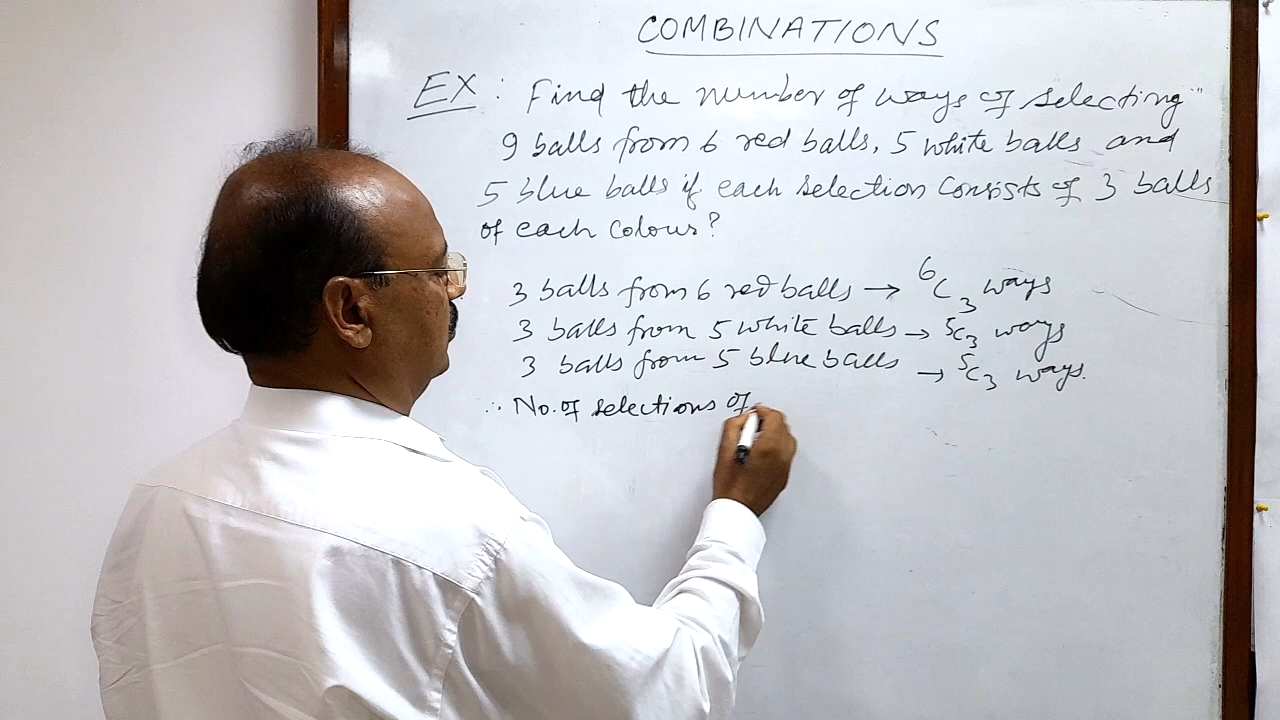 COMBINATIONS
EX : Find the number of ways of selecting
9 balls from 6 red balls, 5 white balls and
5 blue balls if each selection consists of 3 balls
of each colour?
3 balls from 6 red balls → ⁶C₃ ways
3 balls from 5 white balls → ⁵C₃ ways
3 balls from 5 blue balls → ⁵C₃ ways.
∴ No. of selections of